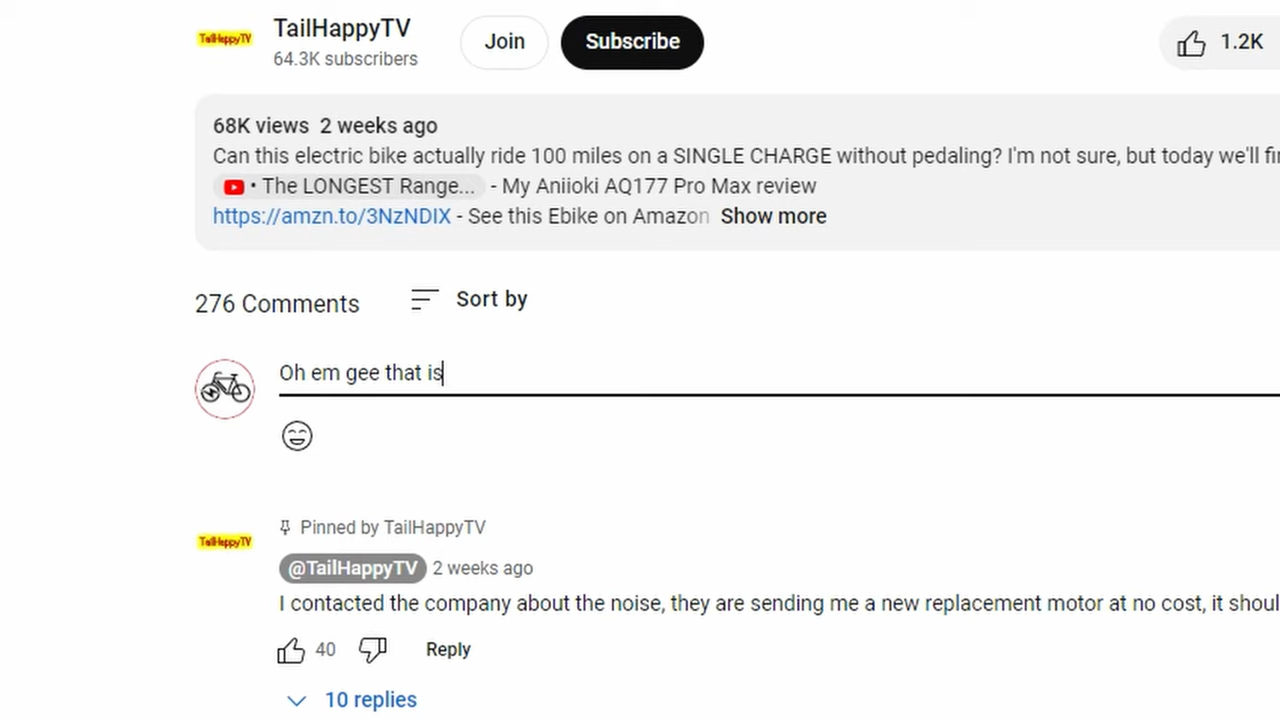 TailHappyTV
TailHappyTV
64.3K subscribers
Join
Subscribe
1.2K
68K views 2 weeks ago
Can this electric bike actually ride 100 miles on a SINGLE CHARGE without pedaling? I'm not sure, but today we'll
• The LONGEST Range... - My Aniioki AQ177 Pro Max review
https://amzn.to/3NzNDIX - See this Ebike on Amazon Show more
276 Comments
Sort by
Oh em gee that is
Pinned by TailHappyTV
TailHappyTV
@TailHappyTV 2 weeks ago
I contacted the company about the noise, they are sending me a new replacement motor at no cost, it
40
Reply
10 replies